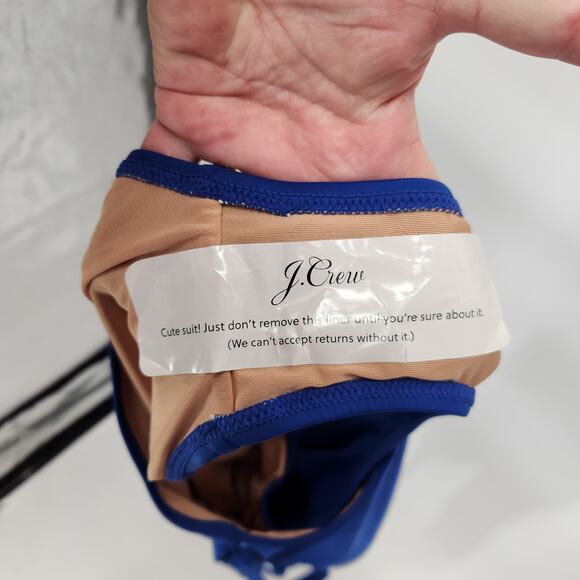 J.Crew
Cute suit! Just don't remove this liner until you're sure about it.
(We can't accept returns without it.)